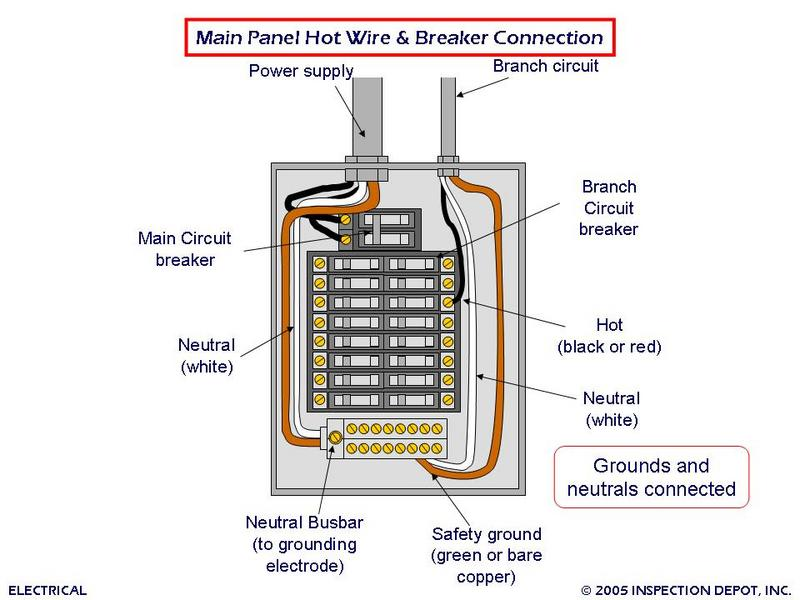 Main Panel Hot Wire & Breaker Connection
Power supply
Branch circuit
Branch
Circuit
breaker
Main Circuit
breaker
Neutral
(white)
Hot
(black or red)
Neutral
(white)
Grounds and
neutrals connected
Neutral Busbar
(to grounding
electrode)
Safety ground
(green or bare
copper)
ELECTRICAL
© 2005 INSPECTION DEPOT, INC.